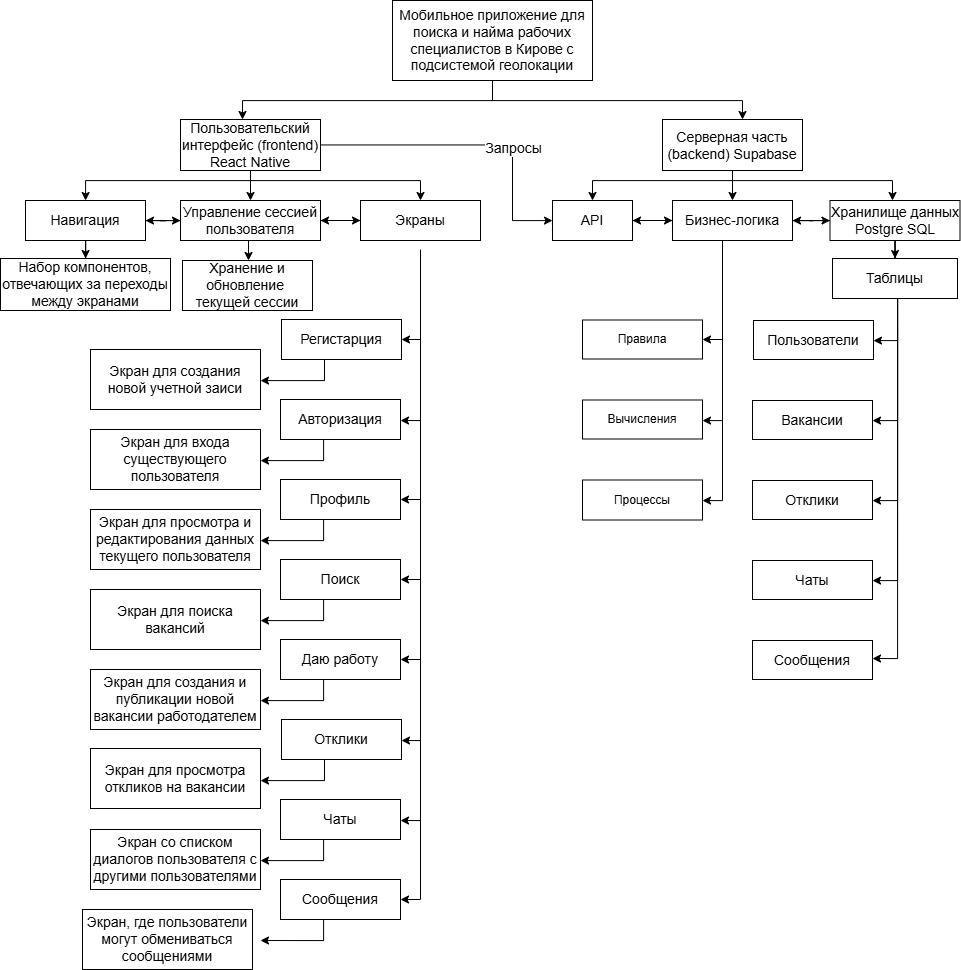 Мобильное приложение для
поиска и найма рабочих
специалистов в Кирове с
подсистемой геолокации
Пользовательский
интерфейс (frontend)
React Native
Запросы
Серверная часть
(backend) Supabase
Навигация
Управление сессией
пользователя
Экраны
API
Бизнес-логика
Хранилище данных
Postgre SQL
Набор компонентов,
отвечающих за переходы
между экранами
Хранение и
обновление
текущей сессии
Таблицы
Регистарция
Экран для создания
новой учетной заиси
Авторизация
Экран для входа
существующего
пользователя
Профиль
Экран для просмотра и
редактирования данных
текущего пользователя
Поиск
Экран для поиска
вакансий
Даю работу
Экран для создания и
публикации новой
вакансии работодателем
Отклики
Экран для просмотра
откликов на вакансии
Чаты
Экран со списком
диалогов пользователя с
другими пользователями
Сообщения
Экран, где пользователи
могут обмениваться
сообщениями
Правила
Вычисления
Процессы
Пользователи
Вакансии
Отклики
Чаты
Сообщения